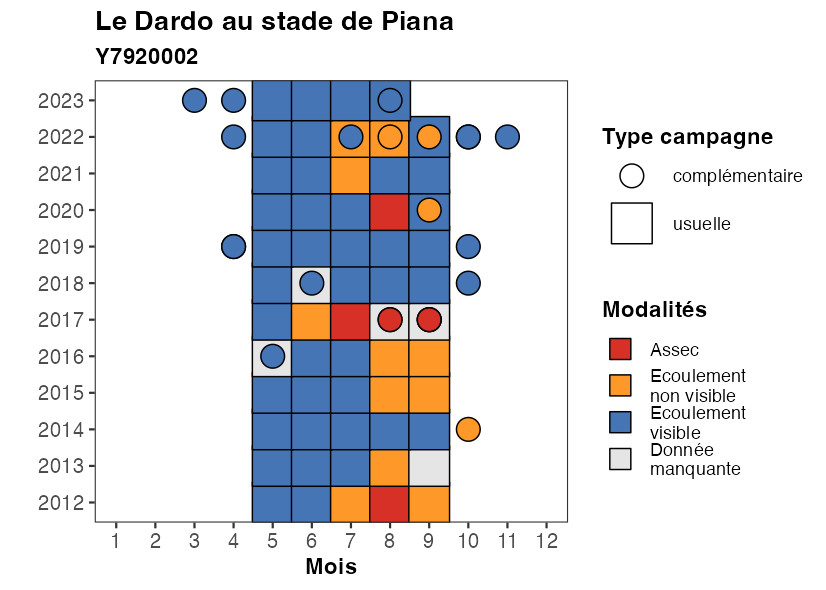 Le Dardo au stade de Piana
Y7920002
2023
2022
2021
2020
2019
2018
2017
2016
2015
2014
2013
2012
1 2 3 4 5 6 7 8 9 10 11 12
Mois
Type campagne
complémentaire
usuelle
Modalités
Assec
Ecoulement
non visible
Ecoulement
visible
Donnée
manquante